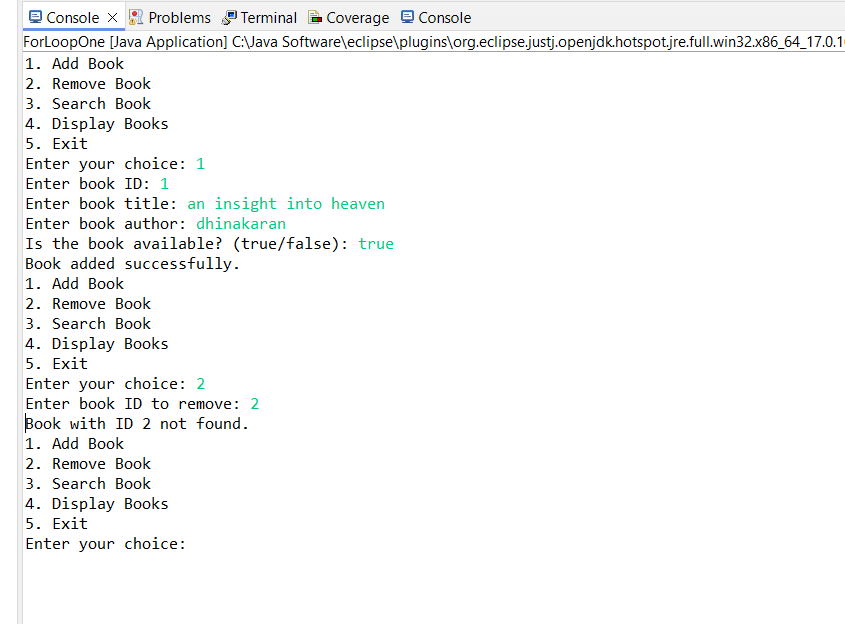 Console Problems Terminal Coverage Console
ForLoopOne [Java Application] C:\Java Software\eclipse\plugins\org.eclipse.justj.openjdk.hotspot.jre.full.win32.x86_64_17.0.1
1. Add Book
2. Remove Book
3. Search Book
4. Display Books
5. Exit
Enter your choice: 1
Enter book ID: 1
Enter book title: an insight into heaven
Enter book author: dhinakaran
Is the book available? (true/false): true
Book added successfully.
1. Add Book
2. Remove Book
3. Search Book
4. Display Books
5. Exit
Enter your choice: 2
Enter book ID to remove: 2
Book with ID 2 not found.
1. Add Book
2. Remove Book
3. Search Book
4. Display Books
5. Exit
Enter your choice: